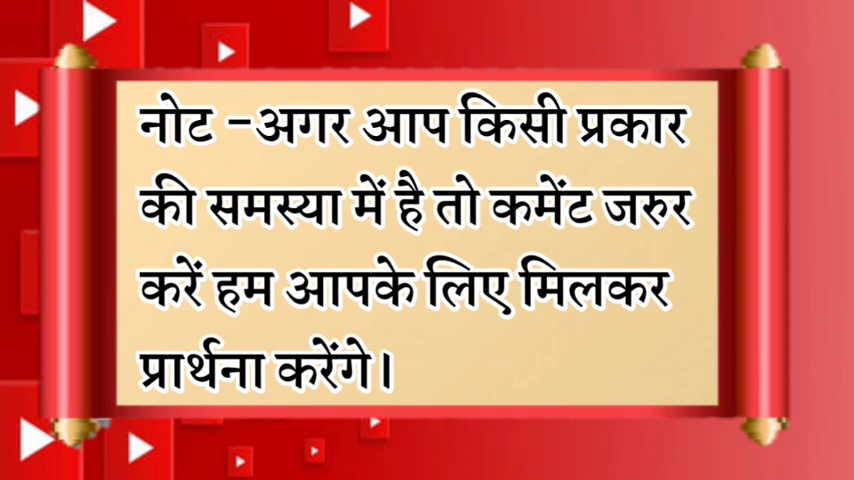 नोट -अगर आप किसी प्रकार
की समस्या में है तो कमेंट जरुर
करें हम आपके लिए मिलकर
प्रार्थना करेंगे।